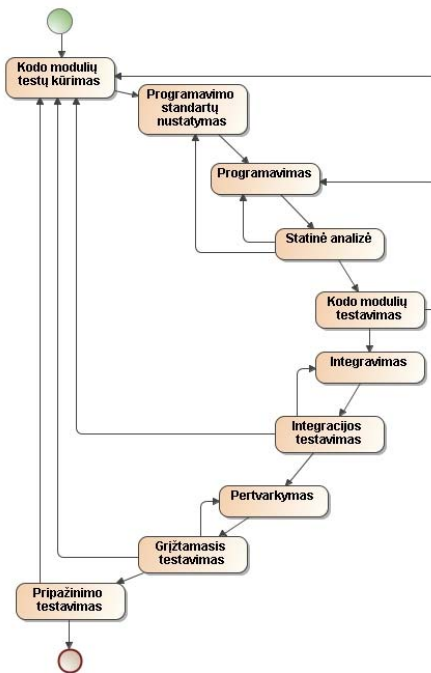 Kodo modulių
testų kūrimas
Programavimo
standartų
nustatymas
Programavimas
Statinė analizė
Kodo modulių
testavimas
Integravimas
Integracijos
testavimas
Pertvarkymas
Grįžtamasis
testavimas
Pripažinimo
testavimas